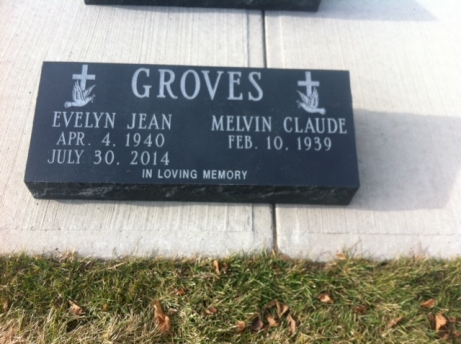 GROVES
EVELYN JEAN
APR. 4, 1940
JULY 30, 2014
MELVIN CLAUDE
FEB. 10, 1939
IN LOVING MEMORY